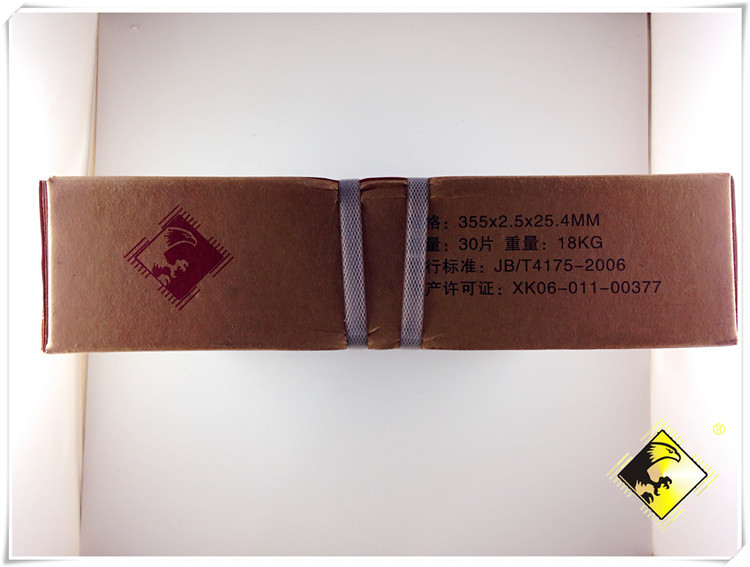 格: 355x2.5x25.4MM
量: 30片 重量: 18KG
行标准: JB/T4175-2006
产许可证: XK06-011-00377
®